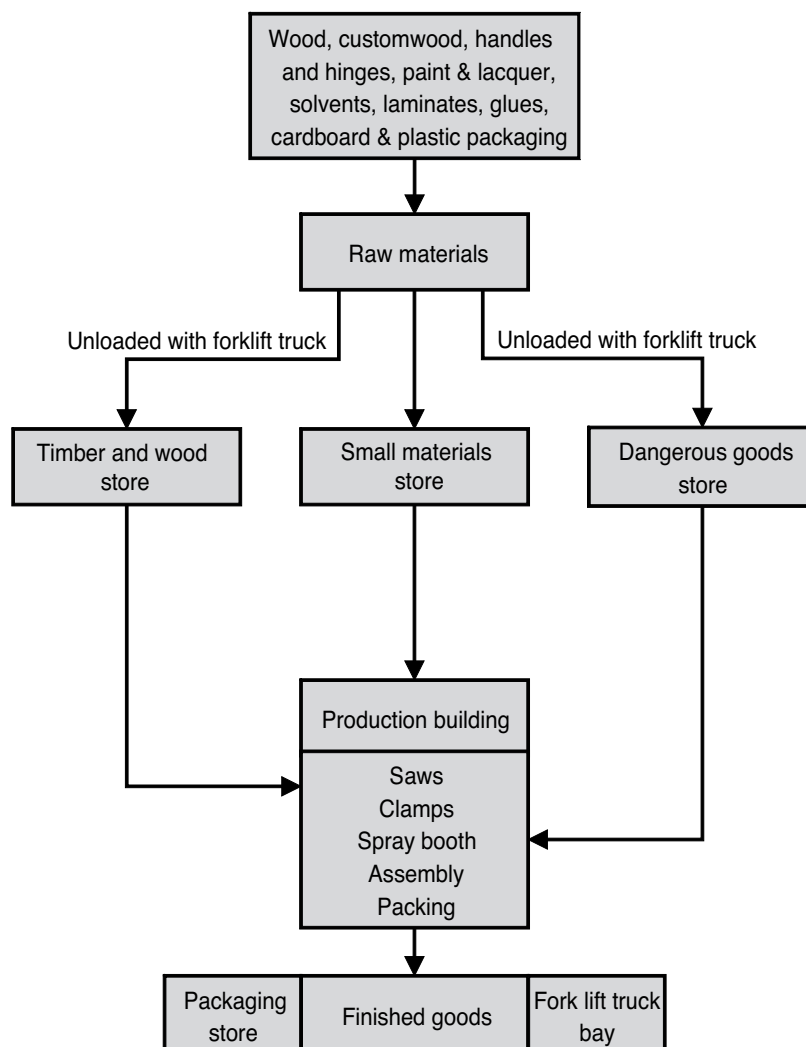 Wood, customwood, handles
and hinges, paint & lacquer,
solvents, laminates, glues,
cardboard & plastic packaging
Raw materials
Unloaded with forklift truck
Unloaded with forklift truck
Timber and wood
store
Small materials
store
Dangerous goods
store
Production building
Saws
Clamps
Spray booth
Assembly
Packing
Packaging
store
Finished goods
Fork lift truck
bay